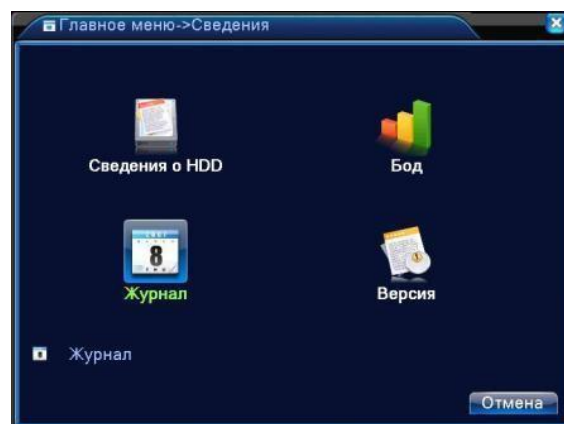 Главное меню->Сведения
Сведения о HDD
Бод
8
Журнал
Версия
Журнал
Отмена